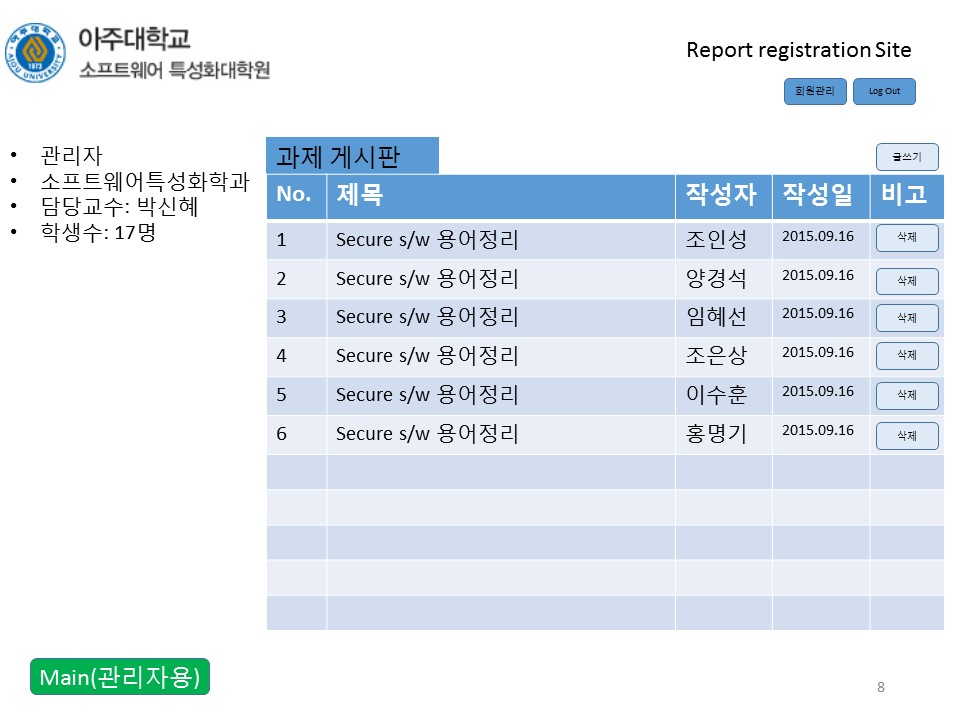 아주대학교
소프트웨어 특성화대학원
AJOU UNIVERSITY
1973
Report registration Site
회원관리 Log Out
• 관리자
• 소프트웨어특성화학과
• 담당교수: 박신혜
• 학생수: 17명
과제 게시판
글쓰기
No. 제목 작성자 작성일 비고
1 Secure s/w 용어정리 조인성 2015.09.16 삭제
2 Secure s/w 용어정리 양경석 2015.09.16 삭제
3 Secure s/w 용어정리 임혜선 2015.09.16 삭제
4 Secure s/w 용어정리 조은상 2015.09.16 삭제
5 Secure s/w 용어정리 이수훈 2015.09.16 삭제
6 Secure s/w 용어정리 홍명기 2015.09.16 삭제
Main(관리자용)
8